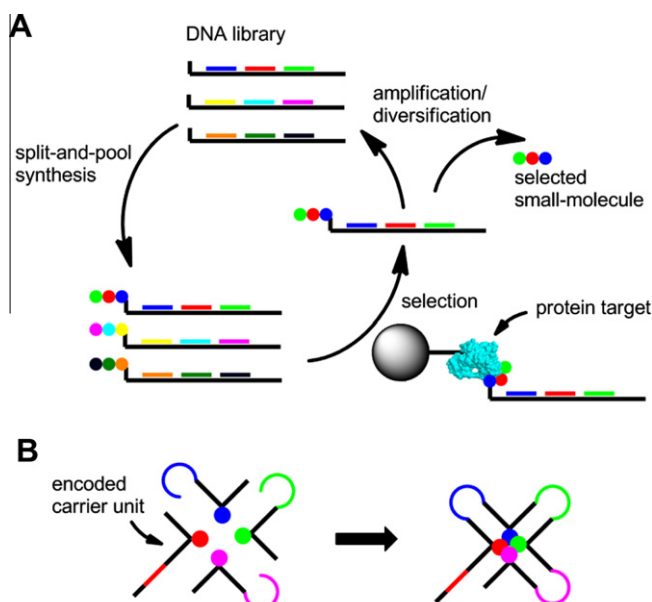 A
DNA library
amplification/
diversification
split-and-pool
synthesis
selected
small-molecule
selection
protein target
B
encoded
carrier unit